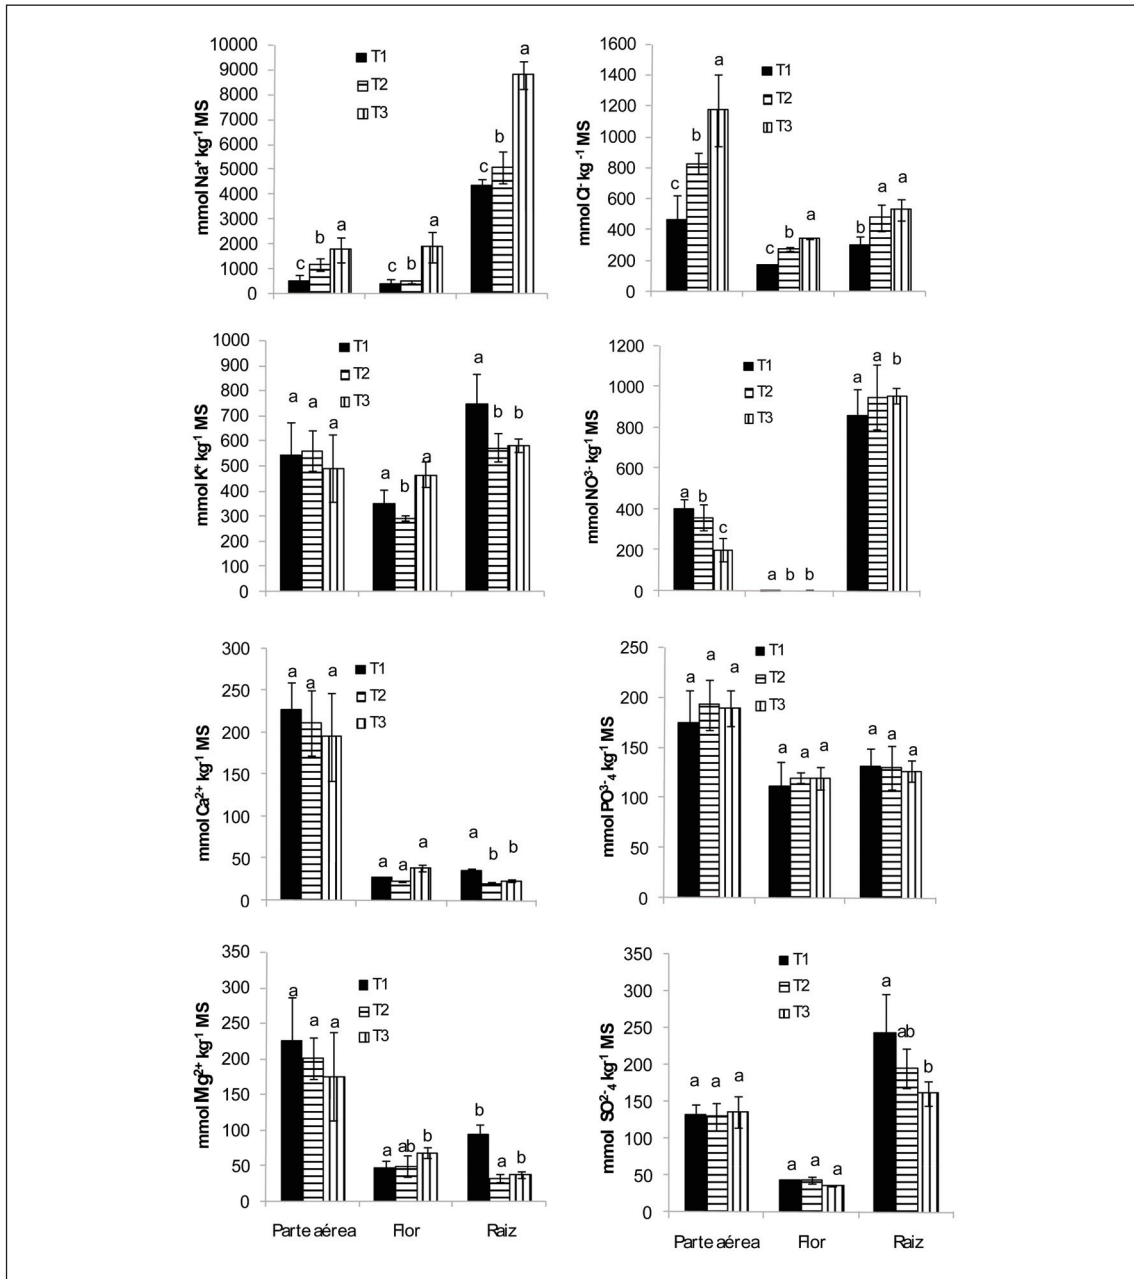 mmol Na⁺ kg⁻¹ MS
10000
9000
8000
7000
6000
5000
4000
3000
2000
1000
0
T1
T2
T3
c b a
c b a
c b a
mmol Cl⁻ kg⁻¹ MS
1600
1400
1200
1000
800
600
400
200
0
T1
T2
T3
c b a
c b a
b a a
mmol K⁺ kg⁻¹ MS
1000
900
800
700
600
500
400
300
200
100
0
T1
T2
T3
a a a
a b a
a b b
mmol NO³⁻ kg⁻¹ MS
1200
1000
800
600
400
200
0
T1
T2
T3
a b c
a b b
a a b
mmol Ca²⁺ kg⁻¹ MS
300
250
200
150
100
50
0
T1
T2
T3
a a a
a a a
a b b
mmol PO³⁻₄ kg⁻¹ MS
250
200
150
100
50
0
T1
T2
T3
a a a
a a a
a a a
mmol Mg²⁺ kg⁻¹ MS
350
300
250
200
150
100
50
0
T1
T2
T3
a a a
a ab b
b a b
Parte aérea Flor Raiz
mmol SO²⁻₄ kg⁻¹ MS
350
300
250
200
150
100
50
0
T1
T2
T3
a a a
a a a
a ab b
Parte aérea Flor Raiz